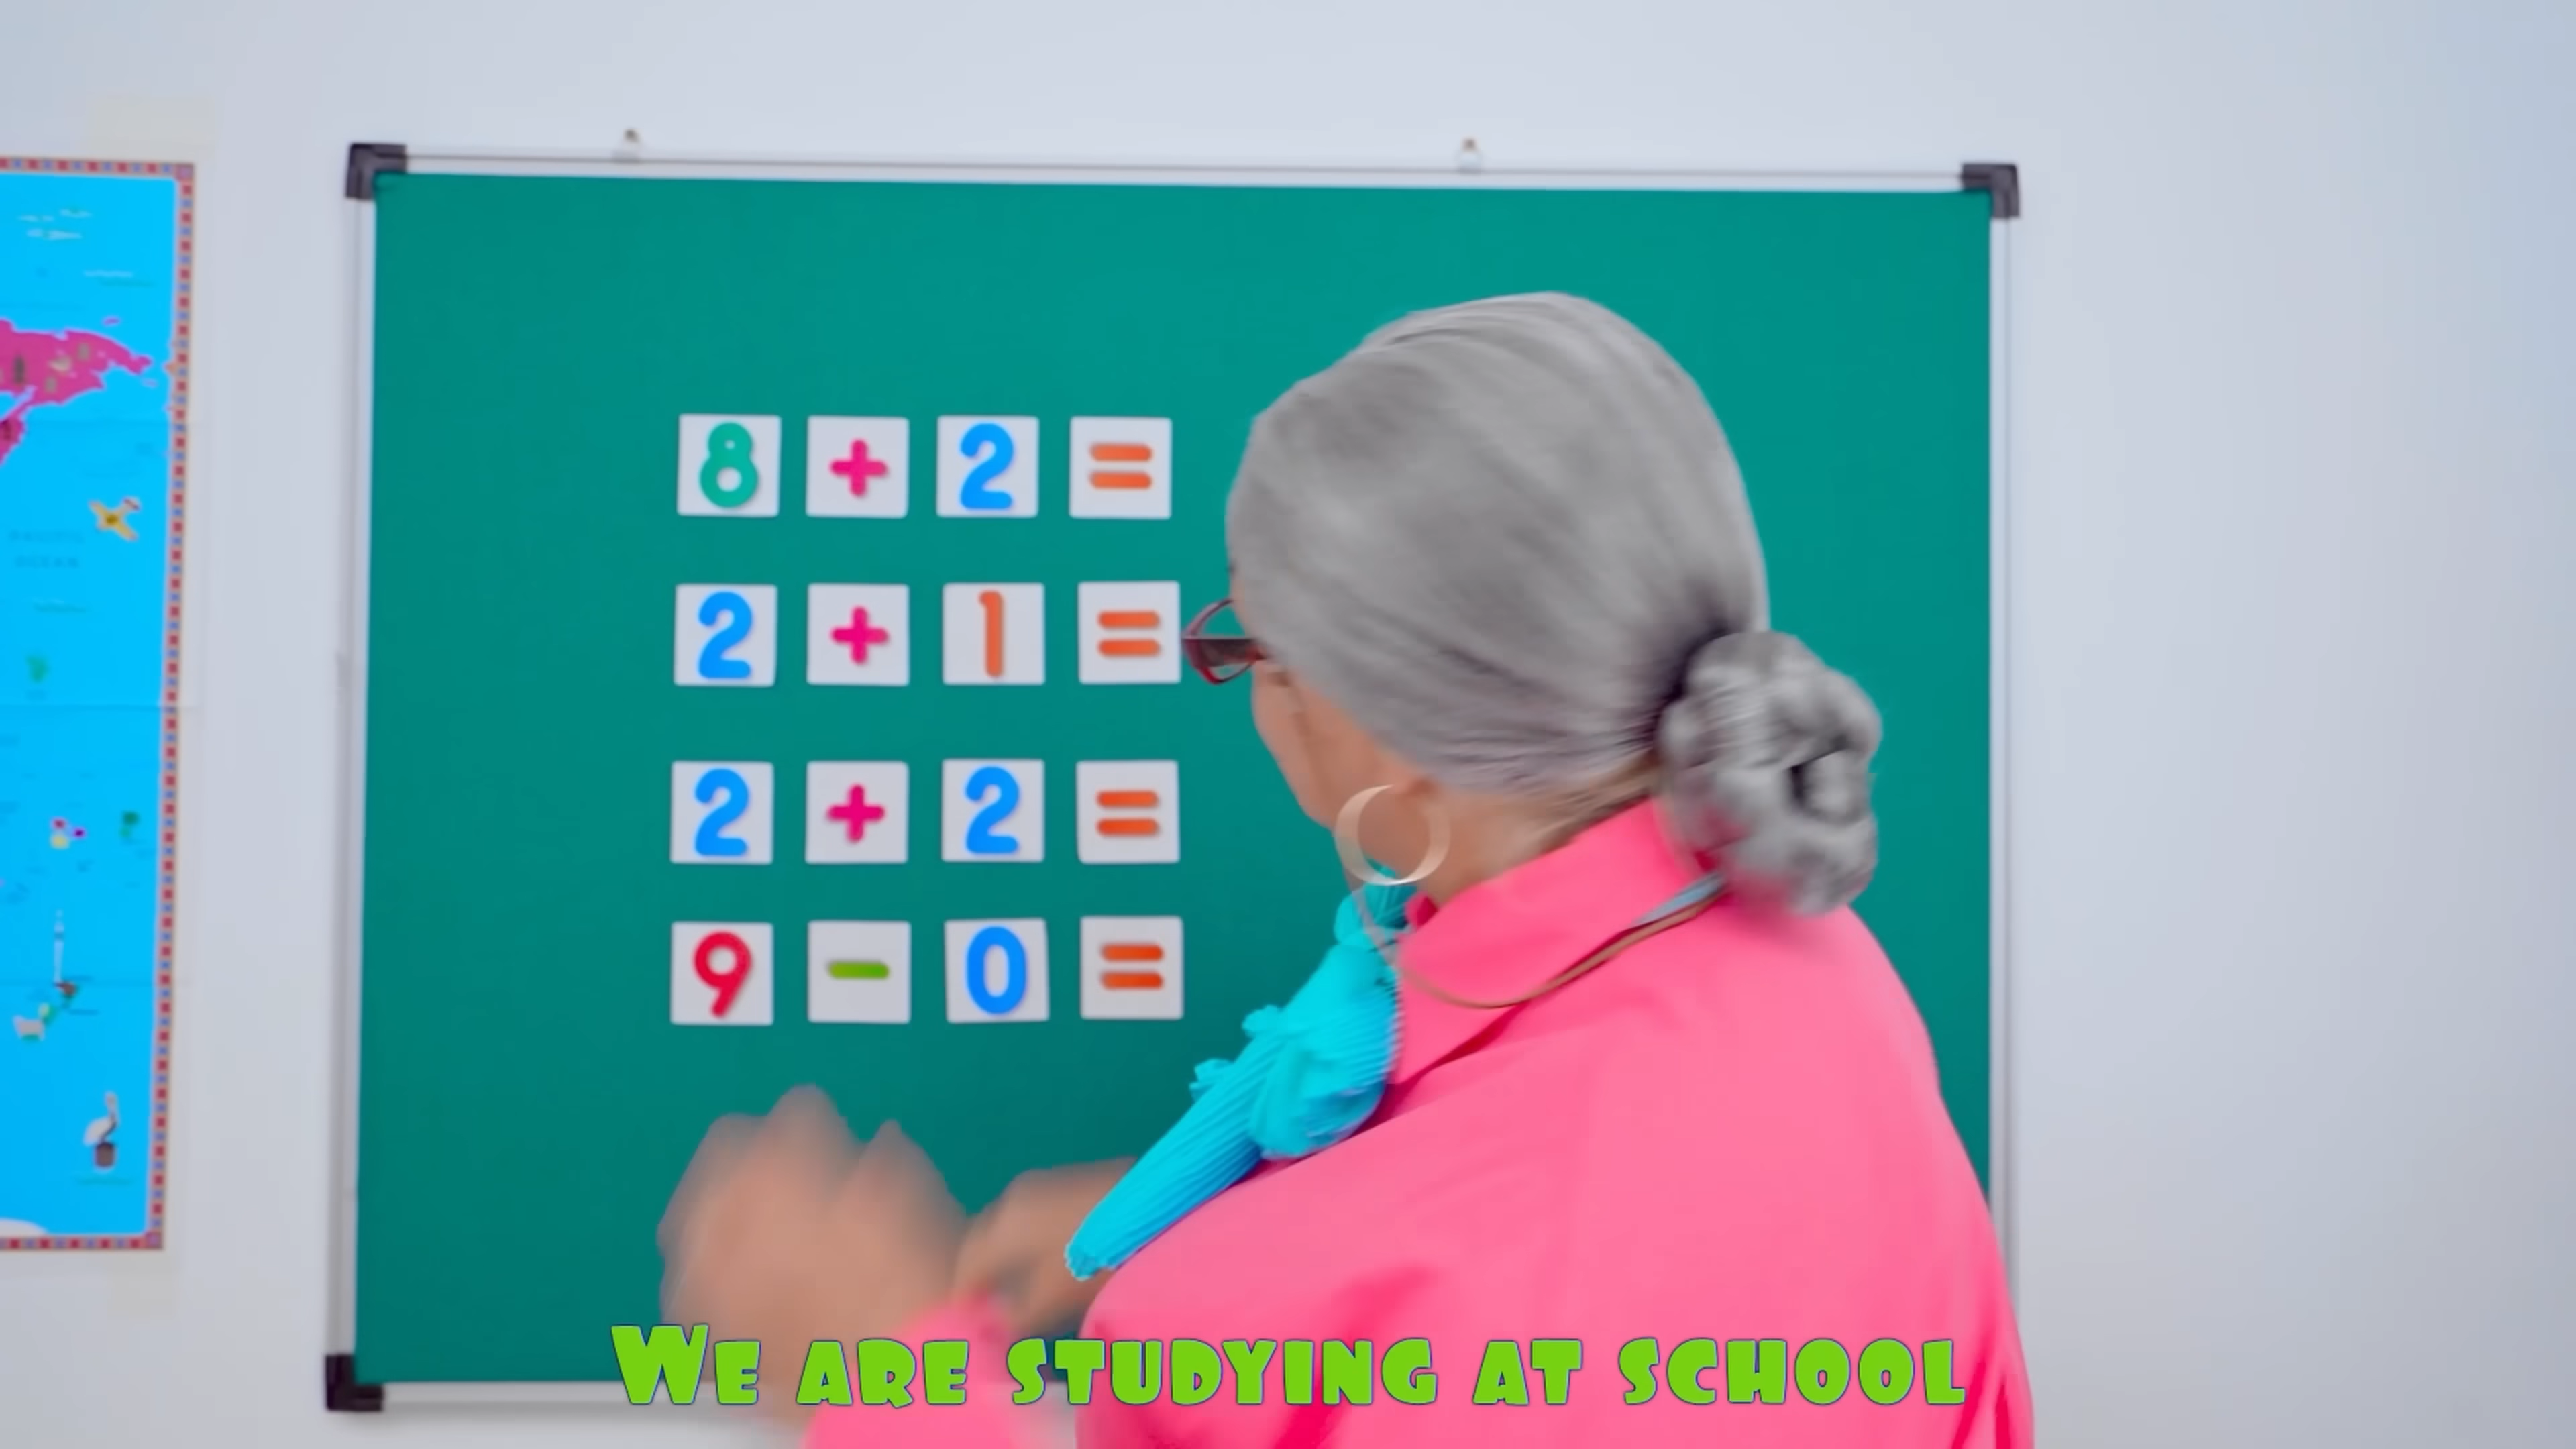 8 + 2 =
2 + 1 =
2 + 2 =
9 - 0 =
WE ARE STUDYING AT SCHOOL